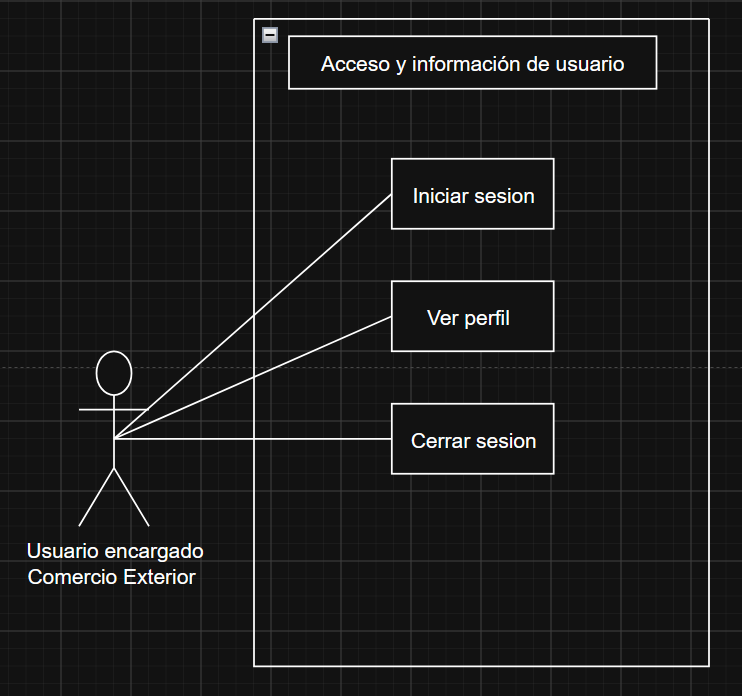 Acceso y información de usuario
Iniciar sesion
Ver perfil
Cerrar sesion
Usuario encargado
Comercio Exterior